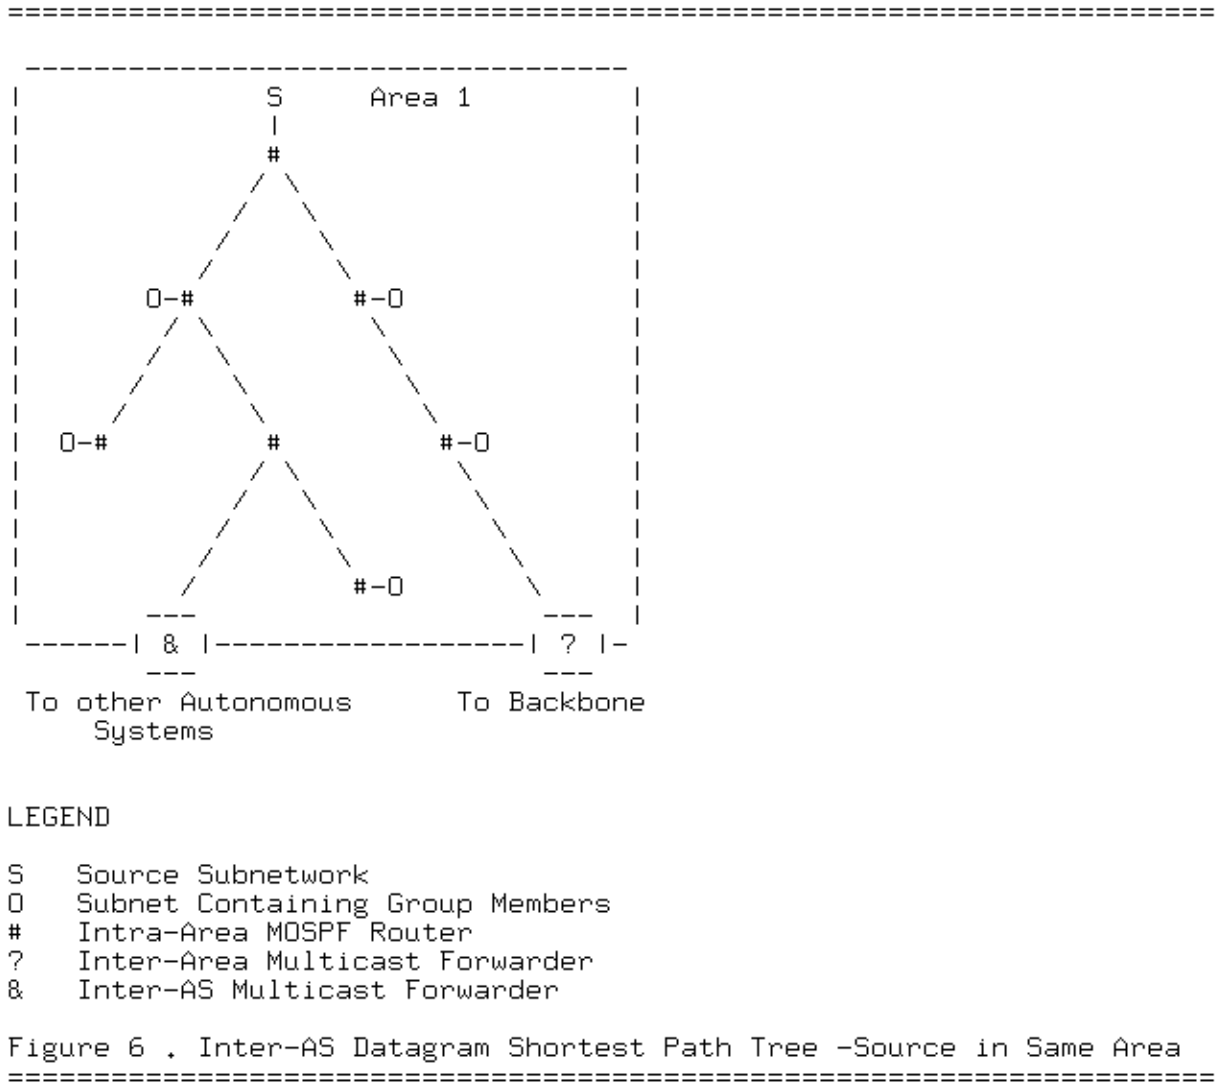 ========================================================================
-----------------------------------
| S Area 1 |
| | |
| # |
| / \ |
| / \ |
| / \ |
| / \ |
| O-# #-O |
| / \ \ |
| / \ \ |
| / \ \ |
| / \ \ |
| O-# # #-O |
| / \ \ |
| / \ \ |
| / \ \ |
| / \ \ |
| / #-O \ |
| --- --- |
------| & |------------------| ? |-
--- ---
To other Autonomous To Backbone
Systems
LEGEND
S Source Subnetwork
O Subnet Containing Group Members
# Intra-Area MOSPF Router
? Inter-Area Multicast Forwarder
& Inter-AS Multicast Forwarder
Figure 6 . Inter-AS Datagram Shortest Path Tree -Source in Same Area
========================================================================